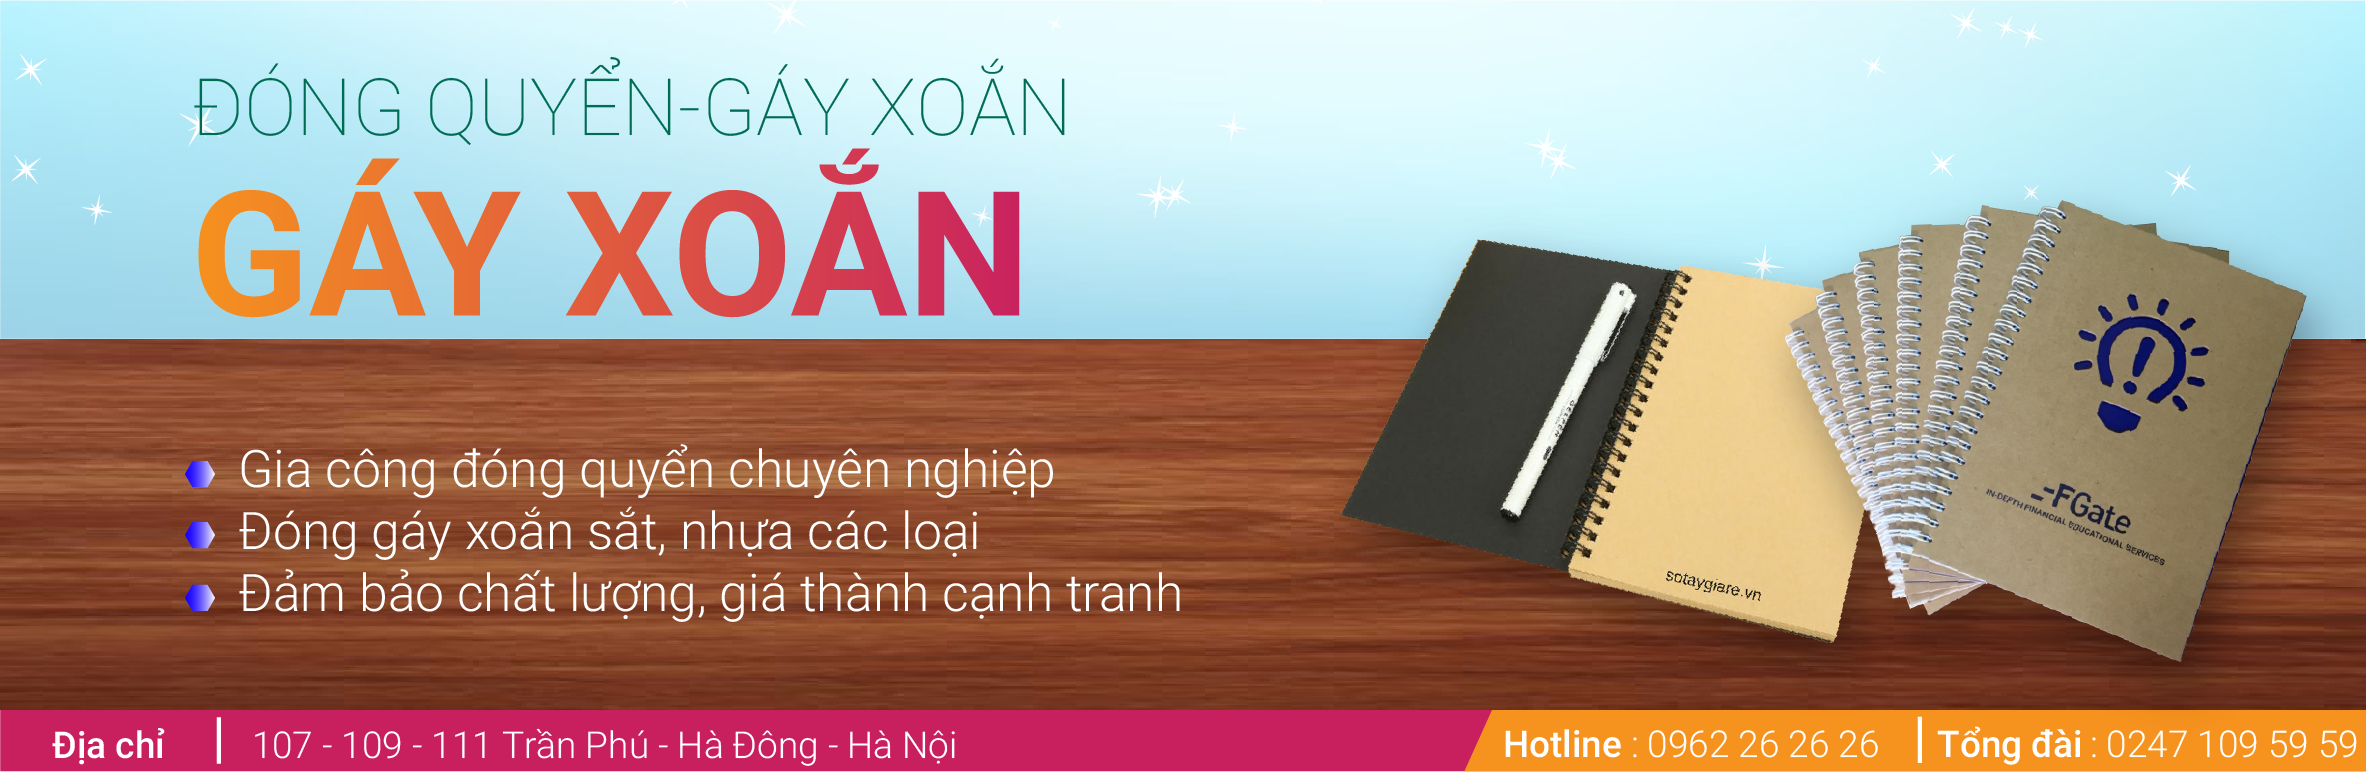 ĐÓNG QUYỂN-GÁY XOẮN
GÁY XOẮN
Gia công đóng quyển chuyên nghiệp
Đóng gáy xoắn sắt, nhựa các loại
Đảm bảo chất lượng, giá thành cạnh tranh
sotaygiare.vn
FGate
IN-DEPTH FINANCIAL EDUCATIONAL SERVICES
Địa chỉ | 107 - 109 - 111 Trần Phú - Hà Đông - Hà Nội
Hotline : 0962 26 26 26 | Tổng đài : 0247 109 59 59